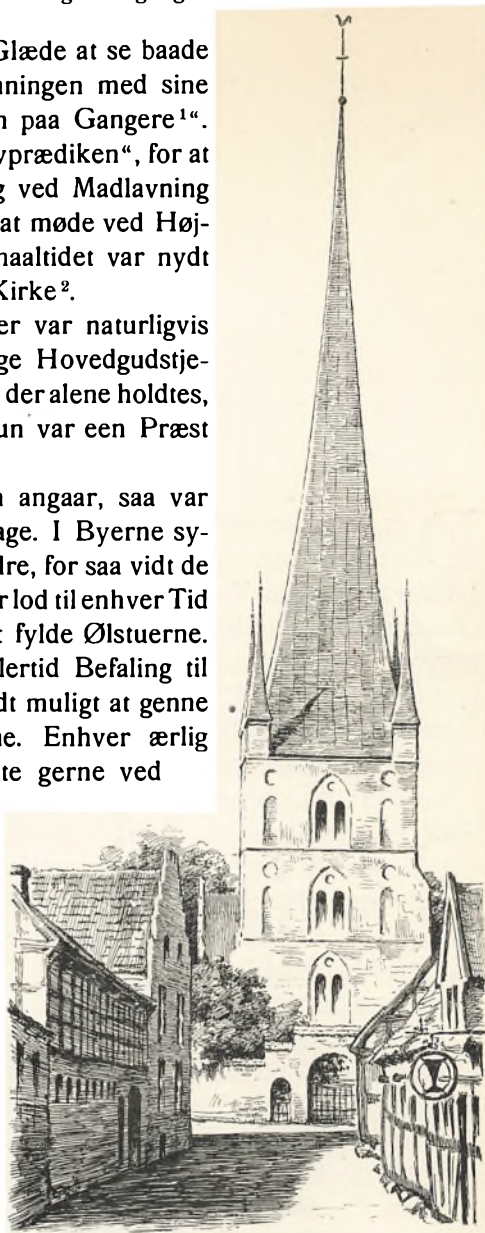 Glæde at se baade
nningen med sine
n paa Gangere¹“.
yprædiken“, for at
g ved Madlavning
at møde ved Høj-
naaltidet var nydt
Kirke².
er var naturligvis
ge Hovedgudstje-
der alene holdtes,
un var een Præst
angaar, saa var
age. I Byerne sy-
dre, for saa vidt de
r lod til enhver Tid
t fylde Ølstuerne.
lertid Befaling til
dt muligt at genne
ne. Enhver ærlig
te gerne ved